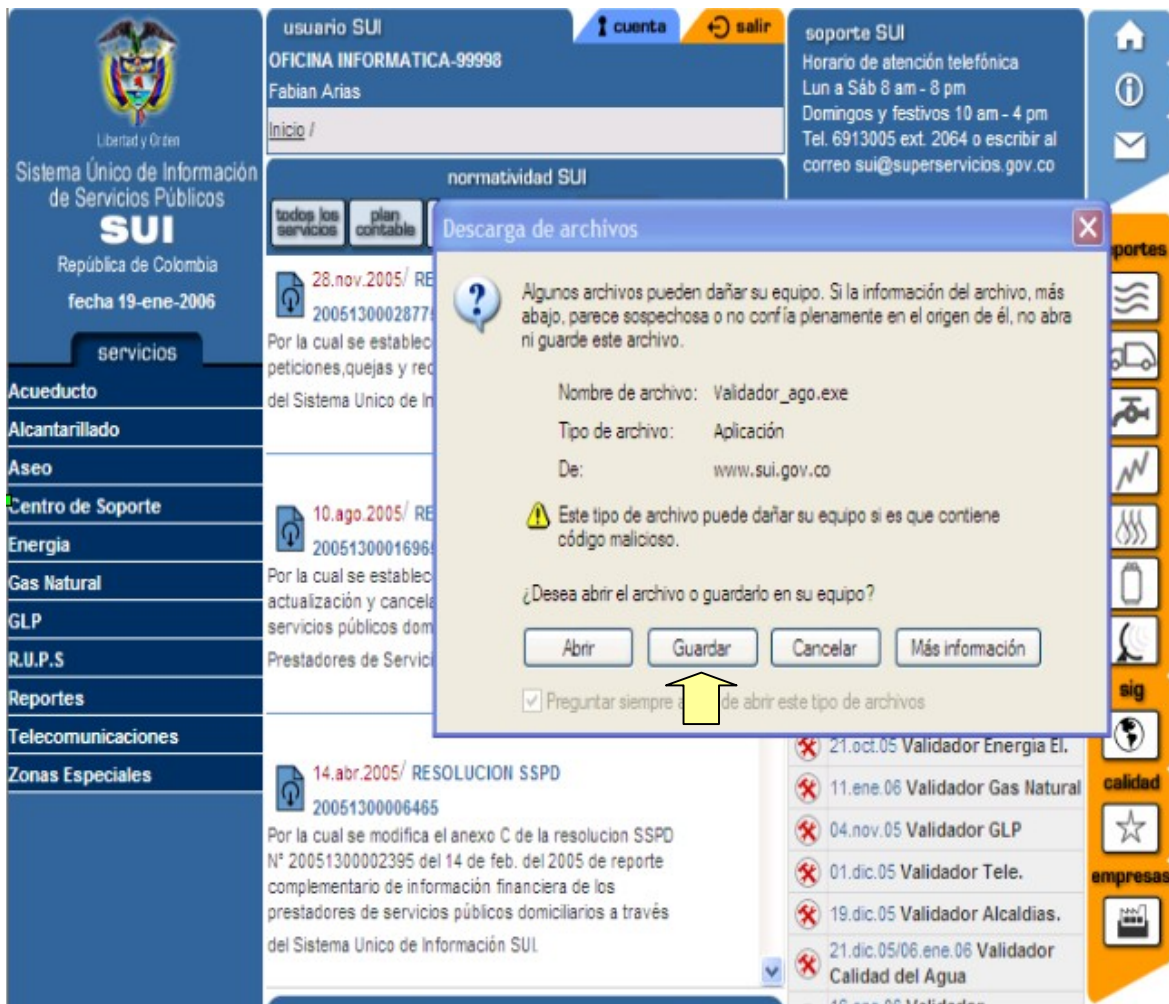 Libertad y Orden
Sistema Único de Información
de Servicios Públicos
SUI
República de Colombia
fecha 19-ene-2006
servicios
Acueducto
Alcantarillado
Aseo
Centro de Soporte
Energia
Gas Natural
GLP
R.U.P.S
Reportes
Telecomunicaciones
Zonas Especiales
usuario SUI
cuenta
salir
OFICINA INFORMATICA-99998
Fabian Arias
Inicio /
normatividad SUI
todos los
servicios
plan
contable
28.nov.2005/ RE
Por la cual se establec
peticiones,quejas y rec
del Sistema Unico de In
10.ago.2005/ RE
Por la cual se establec
actualización y cancela
servicios públicos dom
Prestadores de Servici
14.abr.2005/ RESOLUCION SSPD
20051300006465
Por la cual se modifica el anexo C de la resolucion SSPD
N° 20051300002395 del 14 de feb. del 2005 de reporte
complementario de información financiera de los
prestadores de servicios públicos domiciliarios a través
del Sistema Unico de Información SUI.
soporte SUI
Horario de atención telefónica
Lun a Sáb 8 am - 8 pm
Domingos y festivos 10 am - 4 pm
Tel. 6913005 ext. 2064 o escribir al
correo sui@superservicios.gov.co
Descarga de archivos
Algunos archivos pueden dañar su equipo. Si la información del archivo, más
abajo, parece sospechosa o no confía plenamente en el origen de él, no abra
ni guarde este archivo.
Nombre de archivo: Validador_ago.exe
Tipo de archivo: Aplicación
De: www.sui.gov.co
Este tipo de archivo puede dañar su equipo si es que contiene
código malicioso.
¿Desea abrir el archivo o guardarlo en su equipo?
Abrir
Guardar
Cancelar
Más información
Preguntar siempre a de abrir este tipo de archivos
21.oct.05 Validador Energia El.
11.ene.06 Validador Gas Natural
04.nov.05 Validador GLP
01.dic.05 Validador Tele.
19.dic.05 Validador Alcaldias.
21.dic.05/06.ene.06 Validador
Calidad del Agua
portes
sig
calidad
empresas